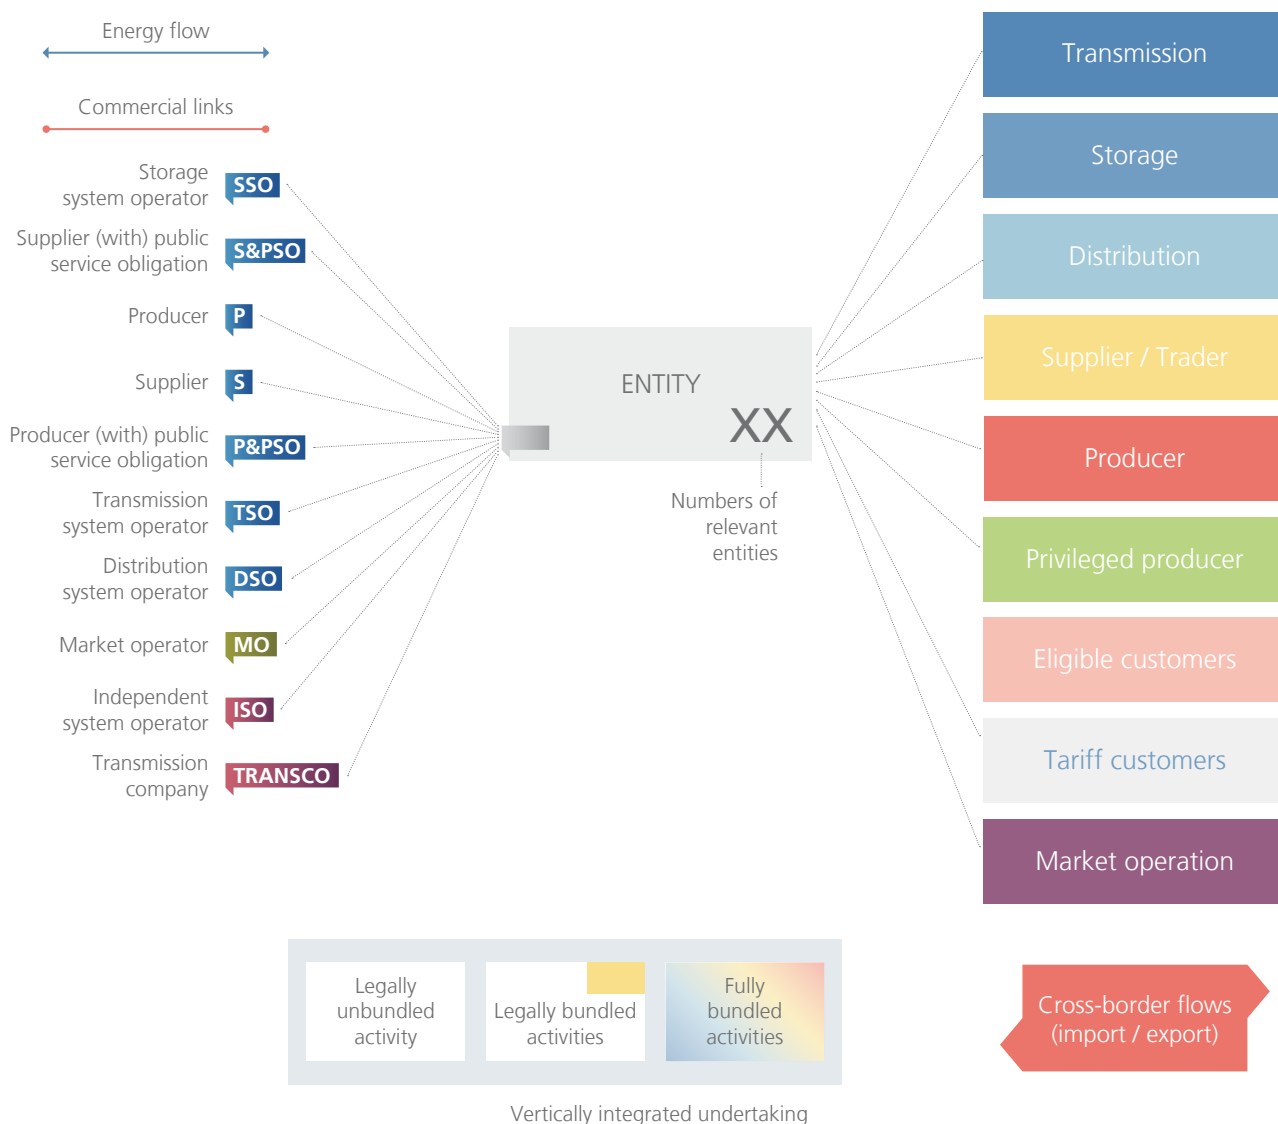 Energy flow
Commercial links
Storage
system operator
SSO
Supplier (with) public
service obligation
S&PSO
Producer
P
Supplier
S
Producer (with) public
service obligation
P&PSO
Transmission
system operator
TSO
Distribution
system operator
DSO
Market operator
MO
Independent
system operator
ISO
Transmission
company
TRANSCO
ENTITY
XX
Numbers of
relevant
entities
Transmission
Storage
Distribution
Supplier / Trader
Producer
Privileged producer
Eligible customers
Tariff customers
Market operation
Legally
unbundled
activity
Legally bundled
activities
Fully
bundled
activities
Vertically integrated undertaking
Cross-border flows
(import / export)